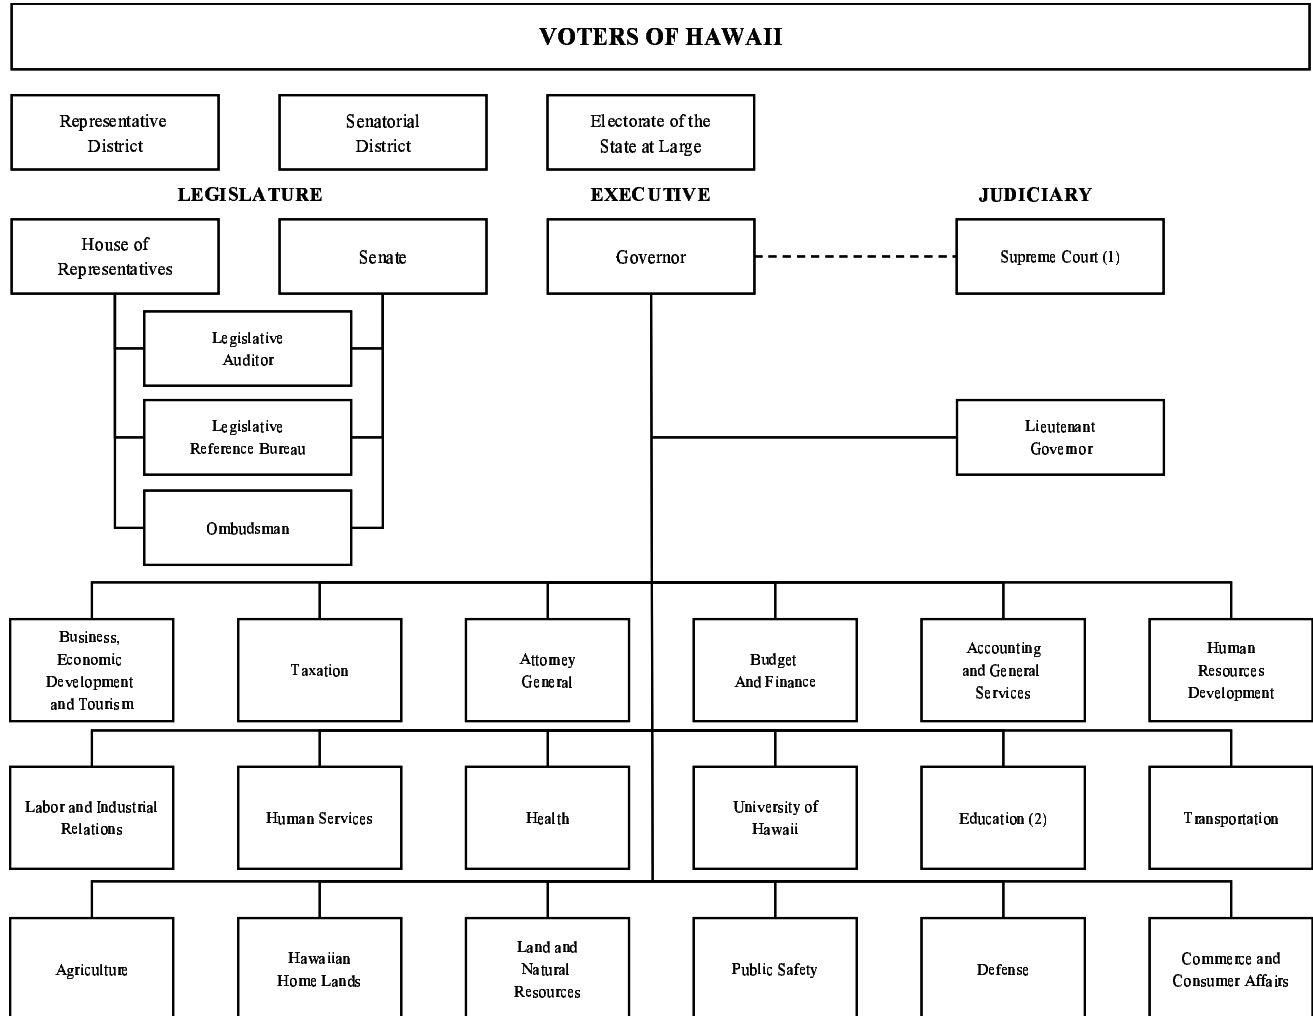 VOTERS OF HAWAII
Representative
District
Senatorial
District
Electorate of the
State at Large
LEGISLATURE
EXECUTIVE
JUDICIARY
House of
Representatives
Senate
Governor
Supreme Court (1)
Legislative
Auditor
Legislative
Reference Bureau
Lieutenant
Governor
Ombudsman
Business,
Economic
Development
and Tourism
Taxation
Attorney
General
Budget
And Finance
Accounting
and General
Services
Human
Resources
Development
Labor and Industrial
Relations
Human Services
Health
University of
Hawaii
Education (2)
Transportation
Agriculture
Hawaiian
Home Lands
Land and
Natural
Resources
Public Safety
Defense
Commerce and
Consumer Affairs